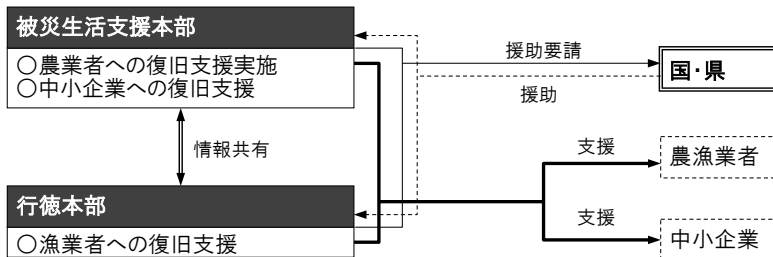 被災生活支援本部
○農業者への復旧支援実施
○中小企業への復旧支援
援助要請
国・県
援助
情報共有
支援
農漁業者
行徳本部
○漁業者への復旧支援
支援
中小企業